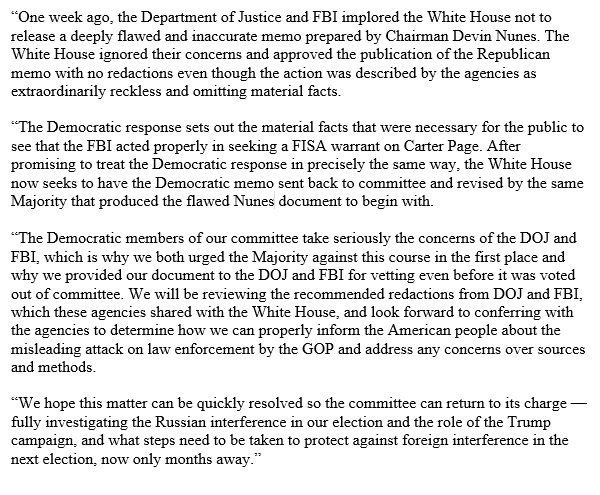 “One week ago, the Department of Justice and FBI implored the White House not to
release a deeply flawed and inaccurate memo prepared by Chairman Devin Nunes. The
White House ignored their concerns and approved the publication of the Republican
memo with no redactions even though the action was described by the agencies as
extraordinarily reckless and omitting material facts.
“The Democratic response sets out the material facts that were necessary for the public to
see that the FBI acted properly in seeking a FISA warrant on Carter Page. After
promising to treat the Democratic response in precisely the same way, the White House
now seeks to have the Democratic memo sent back to committee and revised by the same
Majority that produced the flawed Nunes document to begin with.
“The Democratic members of our committee take seriously the concerns of the DOJ and
FBI, which is why we both urged the Majority against this course in the first place and
why we provided our document to the DOJ and FBI for vetting even before it was voted
out of committee. We will be reviewing the recommended redactions from DOJ and FBI,
which these agencies shared with the White House, and look forward to conferring with
the agencies to determine how we can properly inform the American people about the
misleading attack on law enforcement by the GOP and address any concerns over sources
and methods.
“We hope this matter can be quickly resolved so the committee can return to its charge —
fully investigating the Russian interference in our election and the role of the Trump
campaign, and what steps need to be taken to protect against foreign interference in the
next election, now only months away.”